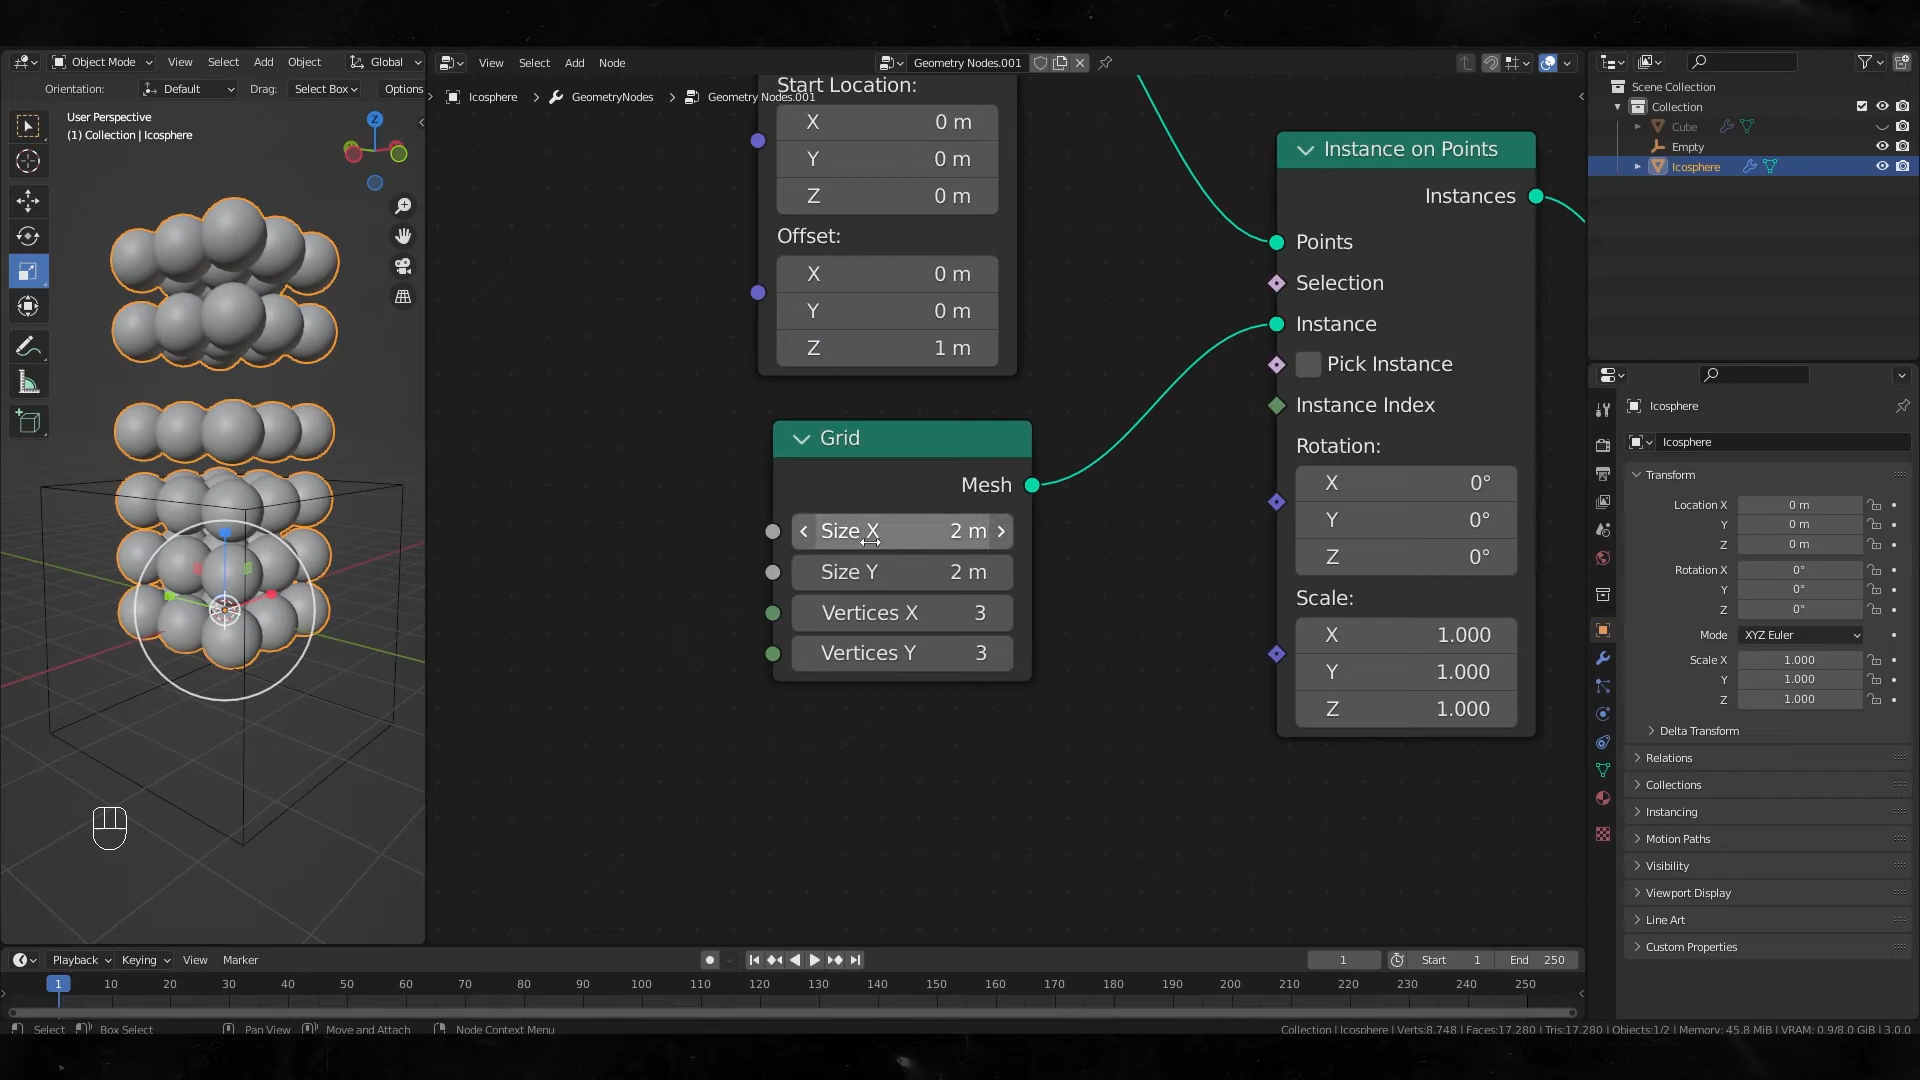 Object Mode View Select Add Object Global
View Select Add Node Geometry Nodes.001
Orientation: Default Drag: Select Box Options
Icosphere GeometryNodes Geometry Nodes.001
User Perspective
(1) Collection | Icosphere
Z
Start Location:
X 0 m
Y 0 m
Z 0 m
Offset:
X 0 m
Y 0 m
Z 1 m
Grid
Mesh
Size X 2 m
Size Y 2 m
Vertices X 3
Vertices Y 3
Instance on Points
Instances
Points
Selection
Instance
Pick Instance
Instance Index
Rotation:
X 0°
Y 0°
Z 0°
Scale:
X 1.000
Y 1.000
Z 1.000
Scene Collection
Collection
Cube
Empty
Icosphere
Icosphere
Icosphere
Transform
Location X 0 m
Y 0 m
Z 0 m
Rotation X 0°
Y 0°
Z 0°
Mode XYZ Euler
Scale X 1.000
Y 1.000
Z 1.000
Delta Transform
Relations
Collections
Instancing
Motion Paths
Visibility
Viewport Display
Line Art
Custom Properties
Playback Keying View Marker 1 Start 1 End 250
1 10 20 30 40 50 60 70 80 90 100 110 120 130 140 150 160 170 180 190 200 210 220 230 240 250
Select Box Select Pan View Move and Attach Node Context Menu
Collection | Icosphere | Verts:8.748 | Faces:17.280 | Tris:17.280 | Objects:1/2 | Memory: 45.8 MiB | VRAM: 0.9/8.0 GiB | 3.0.0